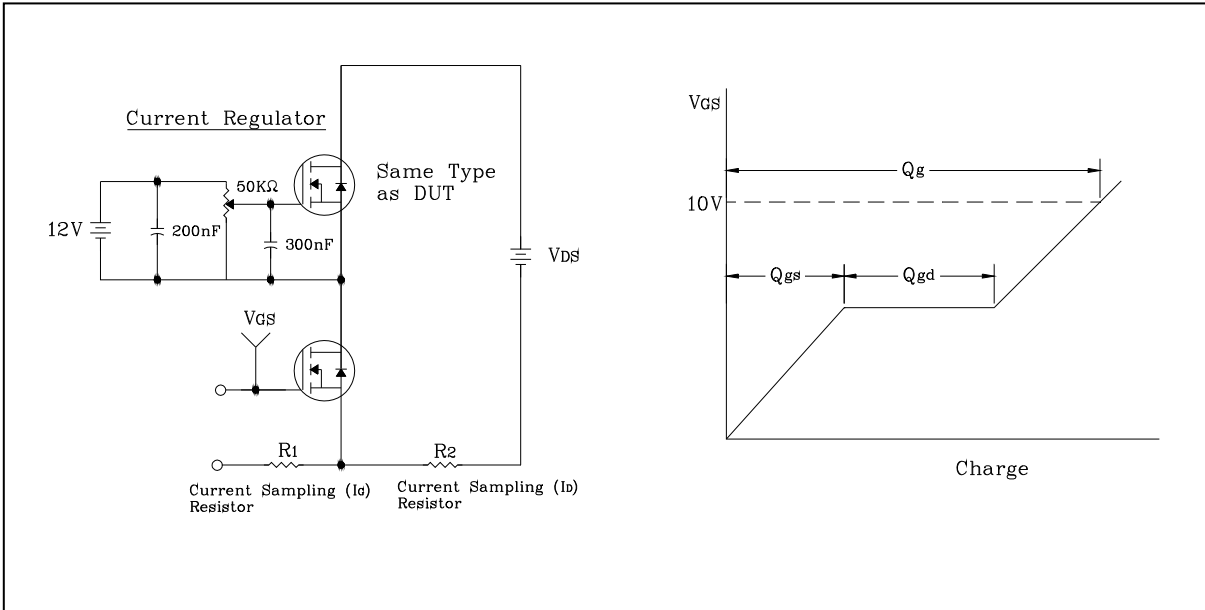 Current Regulator
12V
200nF
50KΩ
300nF
Same Type
as DUT
VDS
VGS
R1
R2
Current Sampling (IG)
Resistor
Current Sampling (ID)
Resistor
VGS
Qg
10V
Qgs
Qgd
Charge